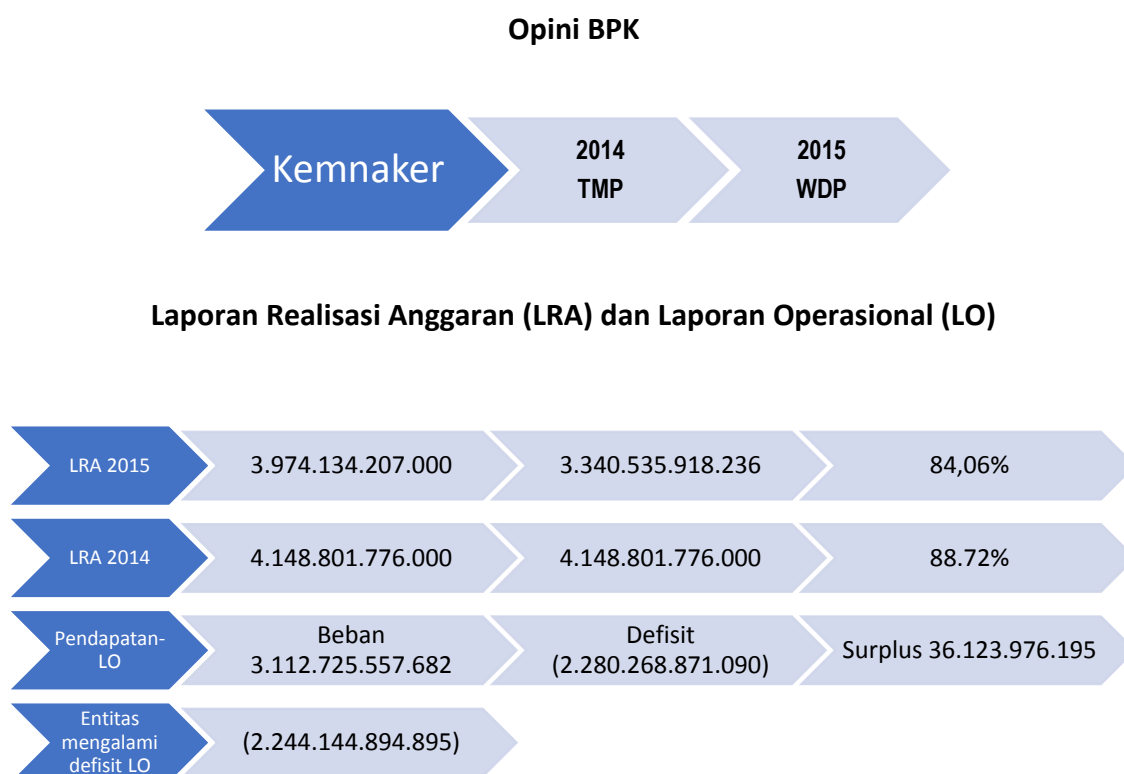 Opini BPK
Kemnaker
2014
TMP
2015
WDP
Laporan Realisasi Anggaran (LRA) dan Laporan Operasional (LO)
LRA 2015
3.974.134.207.000
3.340.535.918.236
84,06%
LRA 2014
4.148.801.776.000
4.148.801.776.000
88.72%
Pendapatan-
LO
Beban
3.112.725.557.682
Defisit
(2.280.268.871.090)
Surplus 36.123.976.195
Entitas
mengalami
defisit LO
(2.244.144.894.895)